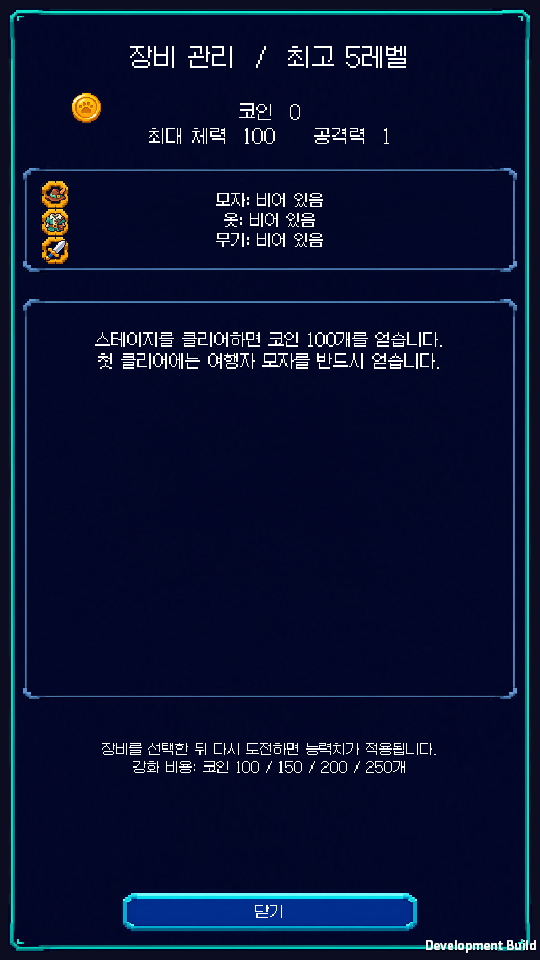 장비 관리 / 최고 5레벨
코인 0
최대 체력 100 공격력 1
모자: 비어 있음
옷: 비어 있음
무기: 비어 있음
스테이지를 클리어하면 코인 100개를 얻습니다.
첫 클리어에는 여행자 모자를 반드시 얻습니다.
장비를 선택한 뒤 다시 도전하면 능력치가 적용됩니다.
강화 비용: 코인 100 / 150 / 200 / 250개
닫기
Development Build